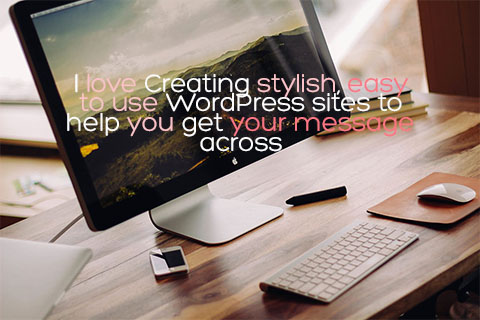 I love Creating stylish, easy
to use WordPress sites to
help you get your message
across